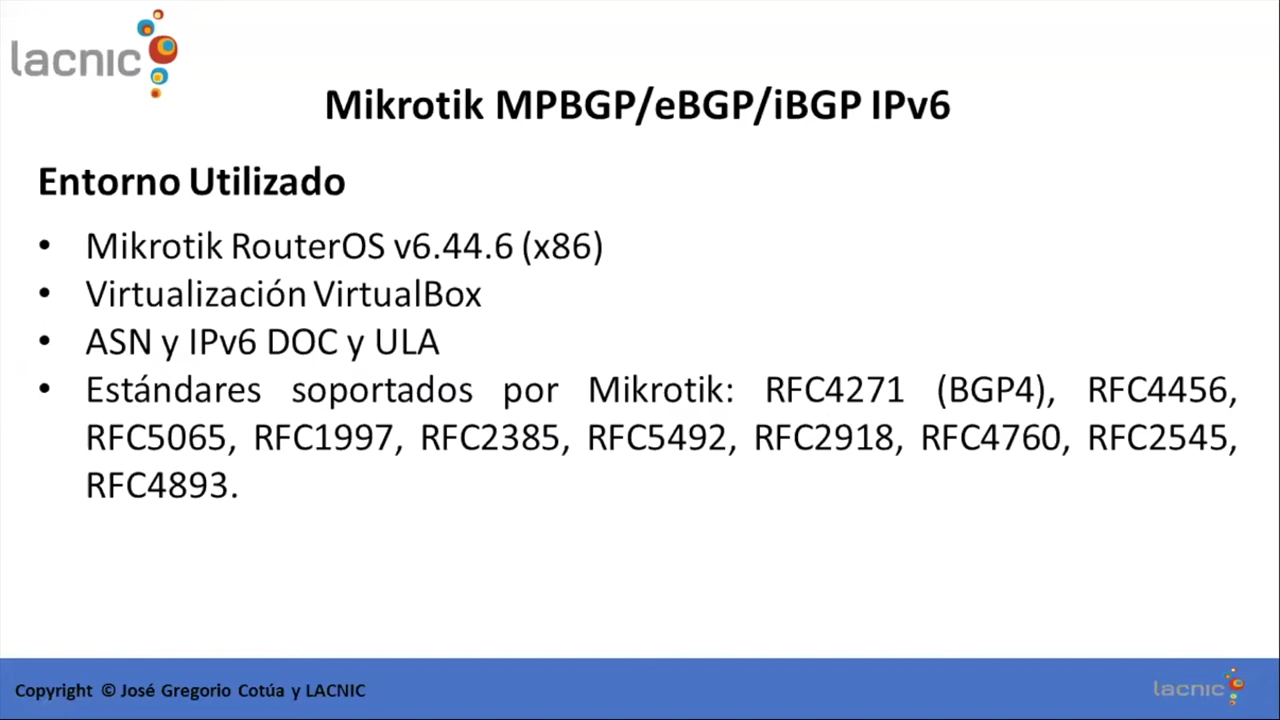 lacnic
Mikrotik MPBGP/eBGP/iBGP IPv6
Entorno Utilizado
• Mikrotik RouterOS v6.44.6 (x86)
• Virtualización VirtualBox
• ASN y IPv6 DOC y ULA
• Estándares soportados por Mikrotik: RFC4271 (BGP4), RFC4456,
RFC5065, RFC1997, RFC2385, RFC5492, RFC2918, RFC4760, RFC2545,
RFC4893.
Copyright © José Gregorio Cotúa y LACNIC
lacnic